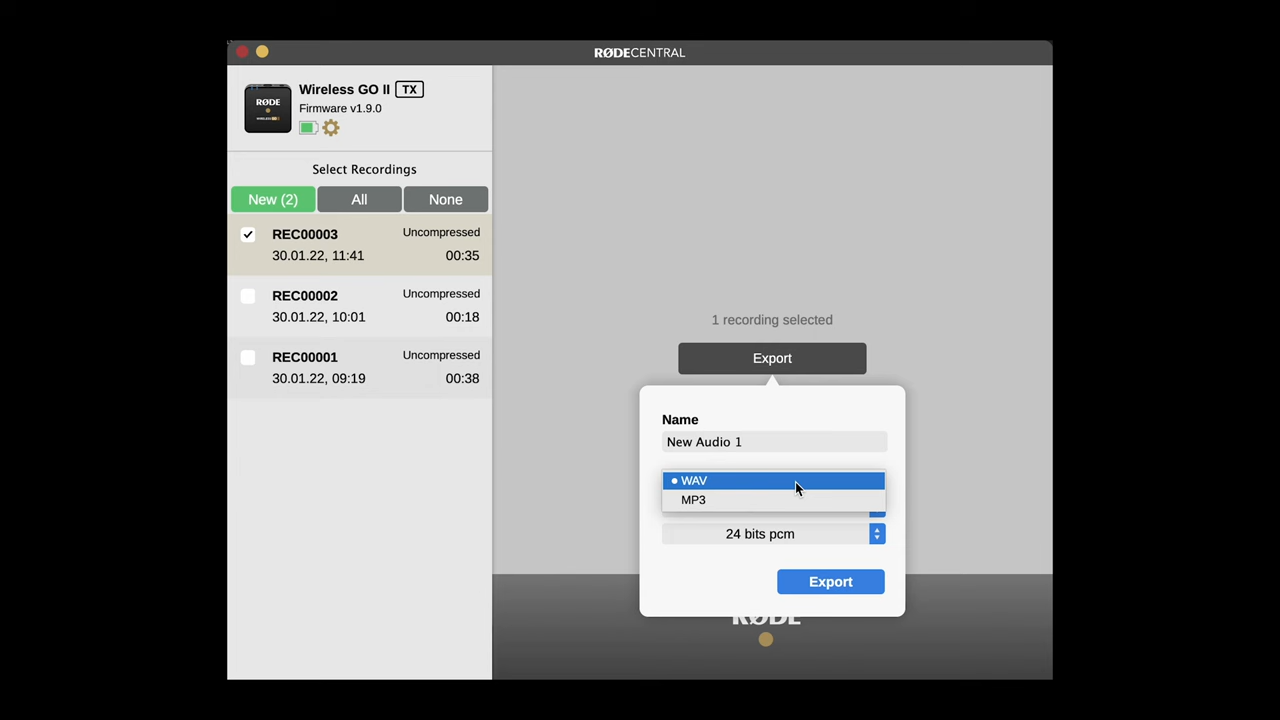 RØDECENTRAL
Wireless GO II TX
Firmware v1.9.0
RØDE
Select Recordings
New (2) All None
REC00003 Uncompressed
30.01.22, 11:41 00:35
REC00002 Uncompressed
30.01.22, 10:01 00:18
REC00001 Uncompressed
30.01.22, 09:19 00:38
1 recording selected
Export
Name
New Audio 1
WAV
MP3
24 bits pcm
Export
RØDE